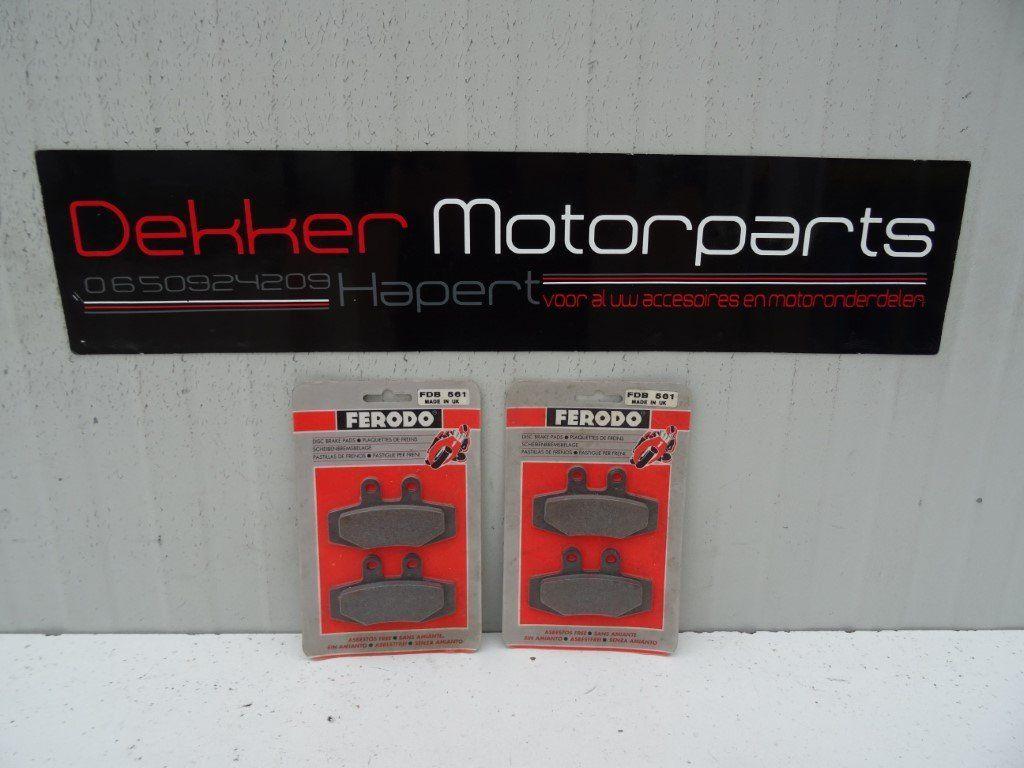 Dekker Motorparts
0650924209 Hapert voor al uw accesoires en motoronderdelen
FDB 561
MADE IN UK
FERODO
DISC BRAKE PADS ● PLAQUETTES DE FREINS
SCHEIBENBREMSBELAGE
PASTILLAS DE FRENOS ● PASTIGUE PER FRENI
ASBESTOS FREE ● SANS AMIANTE
SIN AMIANTO ● ASBESTFREI ● SENZA AMIANTO
FDB 561
MADE IN UK
FERODO
DISC BRAKE PADS ● PLAQUETTES DE FREINS
SCHEIBENBREMSBELAGE
PASTILLAS DE FRENOS ● PASTIGUE PER FRENI
ASBESTOS FREE ● SANS AMIANTE
SIN AMIANTO ● ASBESTFREI ● SENZA AMIANTO